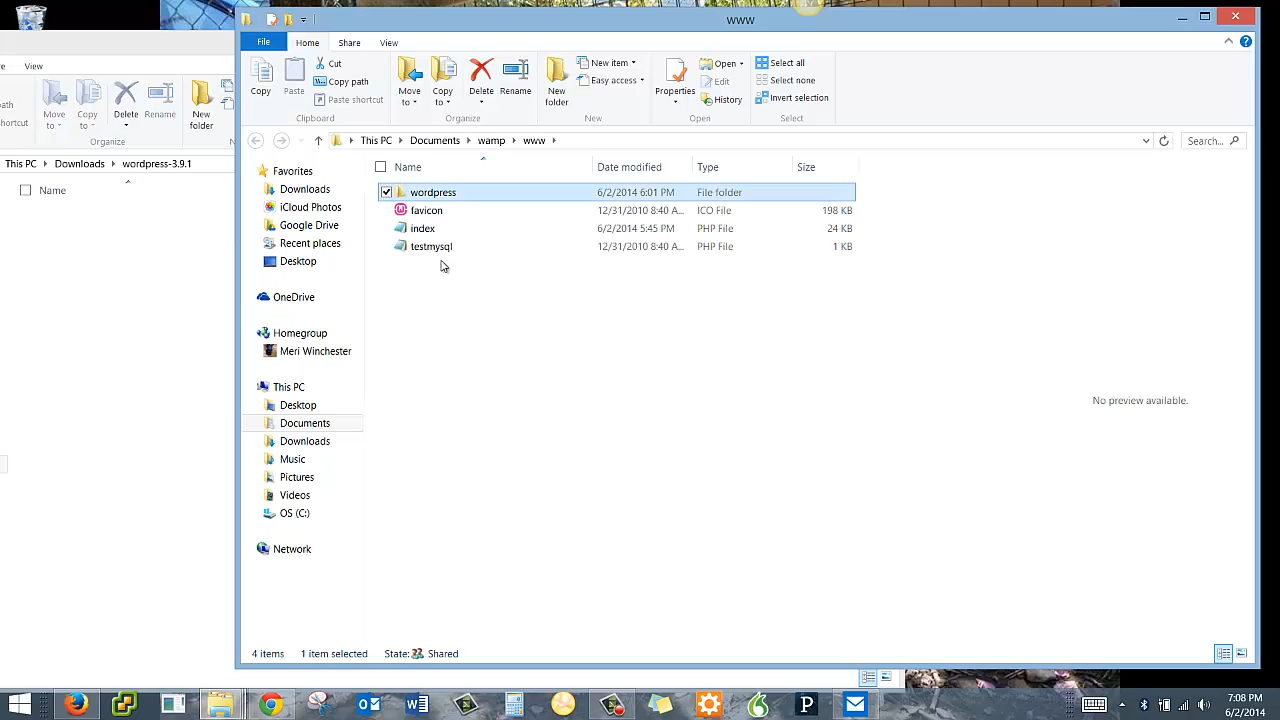 www
File Home Share View
Copy
Paste
Cut
Copy path
Paste shortcut
Clipboard
Move to
Copy to
Delete
Rename
Organize
New folder
New item
Easy access
New
Properties
Open
Edit
History
Open
Select all
Select none
Invert selection
Select
This PC Documents wamp www
Search...
Name Date modified Type Size
wordpress 6/2/2014 6:01 PM File folder
favicon 12/31/2010 8:40 A... ICO File 198 KB
index 6/2/2014 5:45 PM PHP File 24 KB
testmysql 12/31/2010 8:40 A... PHP File 1 KB
Favorites
Downloads
iCloud Photos
Google Drive
Recent places
Desktop
OneDrive
Homegroup
Meri Winchester
This PC
Desktop
Documents
Downloads
Music
Pictures
Videos
OS (C:)
Network
No preview available.
4 items 1 item selected State: Shared
View
Move to
Copy to
Delete
Rename
New folder
Organize
This PC Downloads wordpress-3.9.1
Name
7:08 PM
6/2/2014